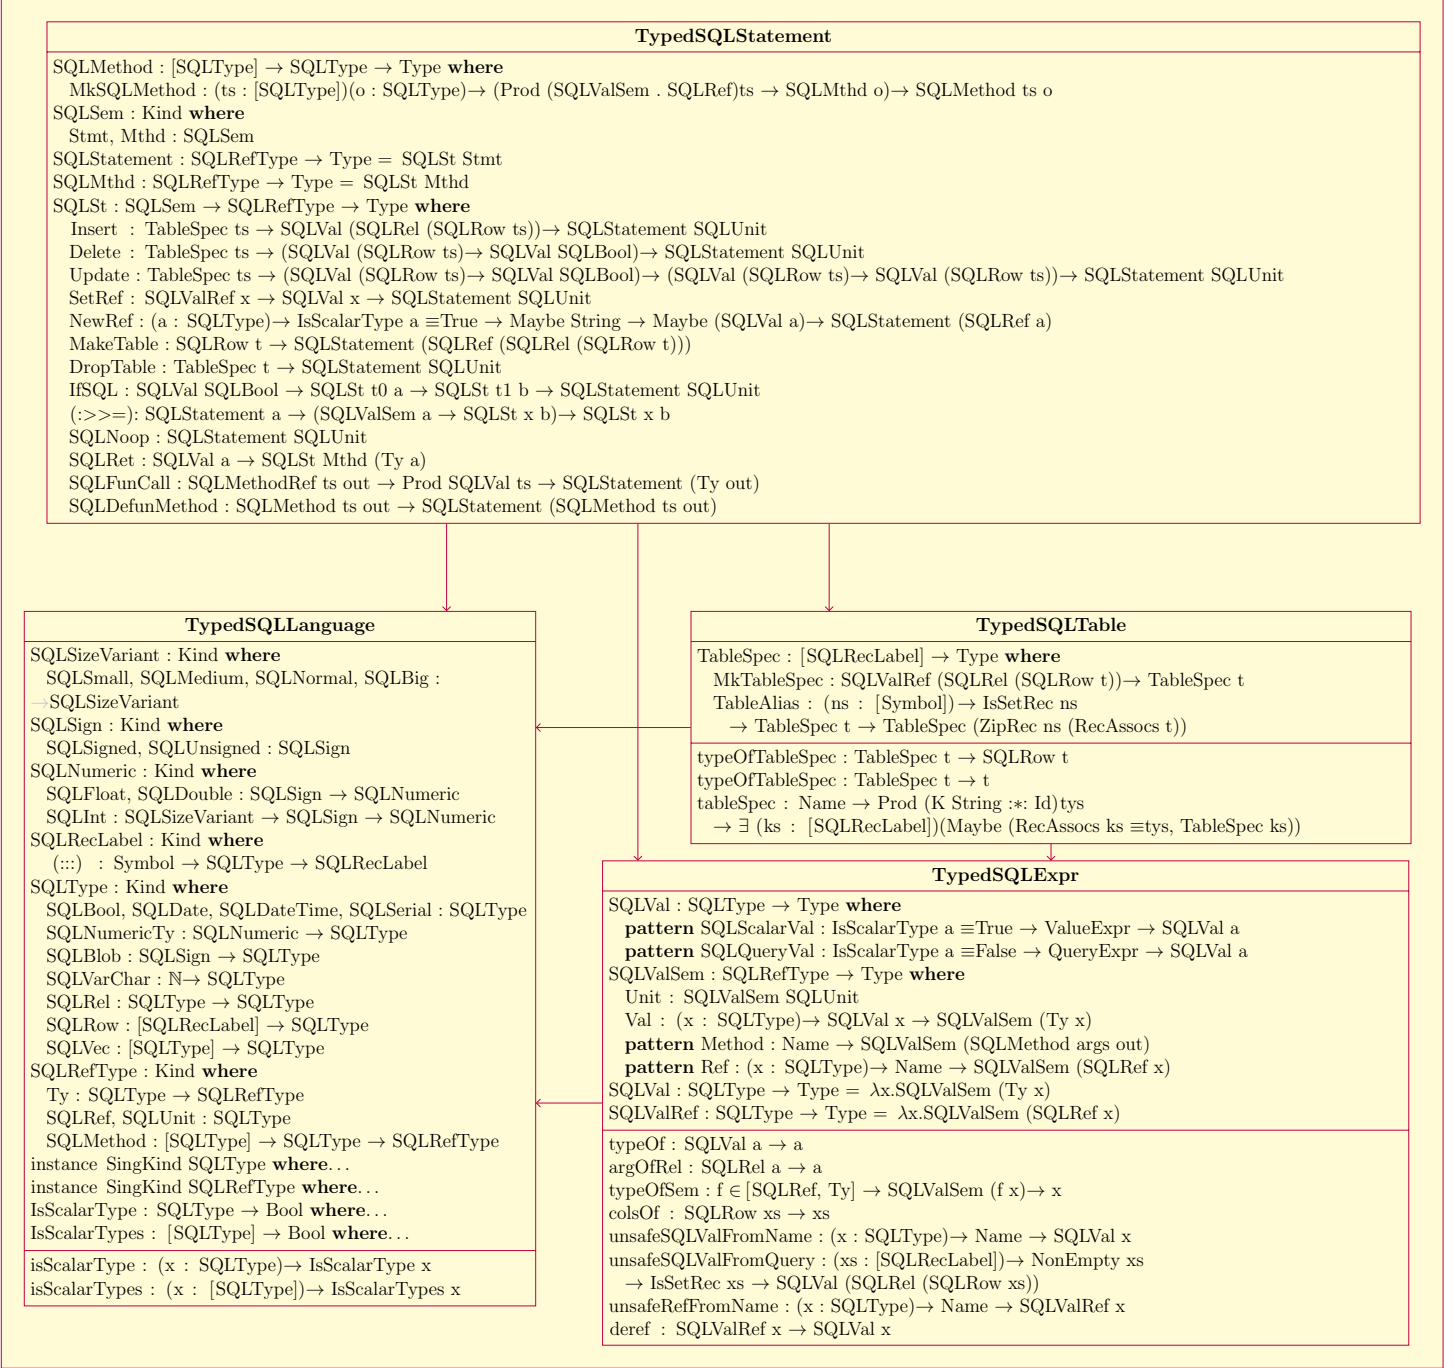 TypedSQLStatement
SQLMethod : [SQLType] → SQLType → Type where
MkSQLMethod : (ts : [SQLType])(o : SQLType)→ (Prod (SQLValSem . SQLRef)ts → SQLMthd o)→ SQLMethod ts o
SQLSem : Kind where
Stmt, Mthd : SQLSem
SQLStatement : SQLRefType → Type = SQLSt Stmt
SQLMthd : SQLRefType → Type = SQLSt Mthd
SQLSt : SQLSem → SQLRefType → Type where
Insert : TableSpec ts → SQLVal (SQLRel (SQLRow ts))→ SQLStatement SQLUnit
Delete : TableSpec ts → (SQLVal (SQLRow ts)→ SQLVal SQLBool)→ SQLStatement SQLUnit
Update : TableSpec ts → (SQLVal (SQLRow ts)→ SQLVal SQLBool)→ (SQLVal (SQLRow ts)→ SQLVal (SQLRow ts))→ SQLStatement SQLUnit
SetRef : SQLValRef x → SQLVal x → SQLStatement SQLUnit
NewRef : (a : SQLType)→ IsScalarType a ≡True → Maybe String → Maybe (SQLVal a)→ SQLStatement (SQLRef a)
MakeTable : SQLRow t → SQLStatement (SQLRef (SQLRel (SQLRow t)))
DropTable : TableSpec t → SQLStatement SQLUnit
IfSQL : SQLVal SQLBool → SQLSt t0 a → SQLSt t1 b → SQLStatement SQLUnit
(:>>=): SQLStatement a → (SQLValSem a → SQLSt x b)→ SQLSt x b
SQLNoop : SQLStatement SQLUnit
SQLRet : SQLVal a → SQLSt Mthd (Ty a)
SQLFunCall : SQLMethodRef ts out → Prod SQLVal ts → SQLStatement (Ty out)
SQLDefunMethod : SQLMethod ts out → SQLStatement (SQLMethod ts out)
TypedSQLLanguage
SQLSizeVariant : Kind where
SQLSmall, SQLMedium, SQLNormal, SQLBig :
→SQLSizeVariant
SQLSign : Kind where
SQLSigned, SQLUnsigned : SQLSign
SQLNumeric : Kind where
SQLFloat, SQLDouble : SQLSign → SQLNumeric
SQLInt : SQLSizeVariant → SQLSign → SQLNumeric
SQLRecLabel : Kind where
(:::) : Symbol → SQLType → SQLRecLabel
SQLType : Kind where
SQLBool, SQLDate, SQLDateTime, SQLSerial : SQLType
SQLNumericTy : SQLNumeric → SQLType
SQLBlob : SQLSign → SQLType
SQLVarChar : ℕ→ SQLType
SQLRel : SQLType → SQLType
SQLRow : [SQLRecLabel] → SQLType
SQLVec : [SQLType] → SQLType
SQLRefType : Kind where
Ty : SQLType → SQLRefType
SQLRef, SQLUnit : SQLType
SQLMethod : [SQLType] → SQLType → SQLRefType
instance SingKind SQLType where...
instance SingKind SQLRefType where...
IsScalarType : SQLType → Bool where...
IsScalarTypes : [SQLType] → Bool where...
isScalarType : (x : SQLType)→ IsScalarType x
isScalarTypes : (x : [SQLType])→ IsScalarTypes x
TypedSQLTable
TableSpec : [SQLRecLabel] → Type where
MkTableSpec : SQLValRef (SQLRel (SQLRow t))→ TableSpec t
TableAlias : (ns : [Symbol])→ IsSetRec ns
→ TableSpec t → TableSpec (ZipRec ns (RecAssocs t))
typeOfTableSpec : TableSpec t → SQLRow t
typeOfTableSpec : TableSpec t → t
tableSpec : Name → Prod (K String :∗: Id)tys
→ ∃ (ks : [SQLRecLabel])(Maybe (RecAssocs ks ≡tys, TableSpec ks))
TypedSQLExpr
SQLVal : SQLType → Type where
pattern SQLScalarVal : IsScalarType a ≡True → ValueExpr → SQLVal a
pattern SQLQueryVal : IsScalarType a ≡False → QueryExpr → SQLVal a
SQLValSem : SQLRefType → Type where
Unit : SQLValSem SQLUnit
Val : (x : SQLType)→ SQLVal x → SQLValSem (Ty x)
pattern Method : Name → SQLValSem (SQLMethod args out)
pattern Ref : (x : SQLType)→ Name → SQLValSem (SQLRef x)
SQLVal : SQLType → Type = λx.SQLValSem (Ty x)
SQLValRef : SQLType → Type = λx.SQLValSem (SQLRef x)
typeOf : SQLVal a → a
argOfRel : SQLRel a → a
typeOfSem : f ∈ [SQLRef, Ty] → SQLValSem (f x)→ x
colsOf : SQLRow xs → xs
unsafeSQLValFromName : (x : SQLType)→ Name → SQLVal x
unsafeSQLValFromQuery : (xs : [SQLRecLabel])→ NonEmpty xs
→ IsSetRec xs → SQLVal (SQLRel (SQLRow xs))
unsafeRefFromName : (x : SQLType)→ Name → SQLValRef x
deref : SQLValRef x → SQLVal x